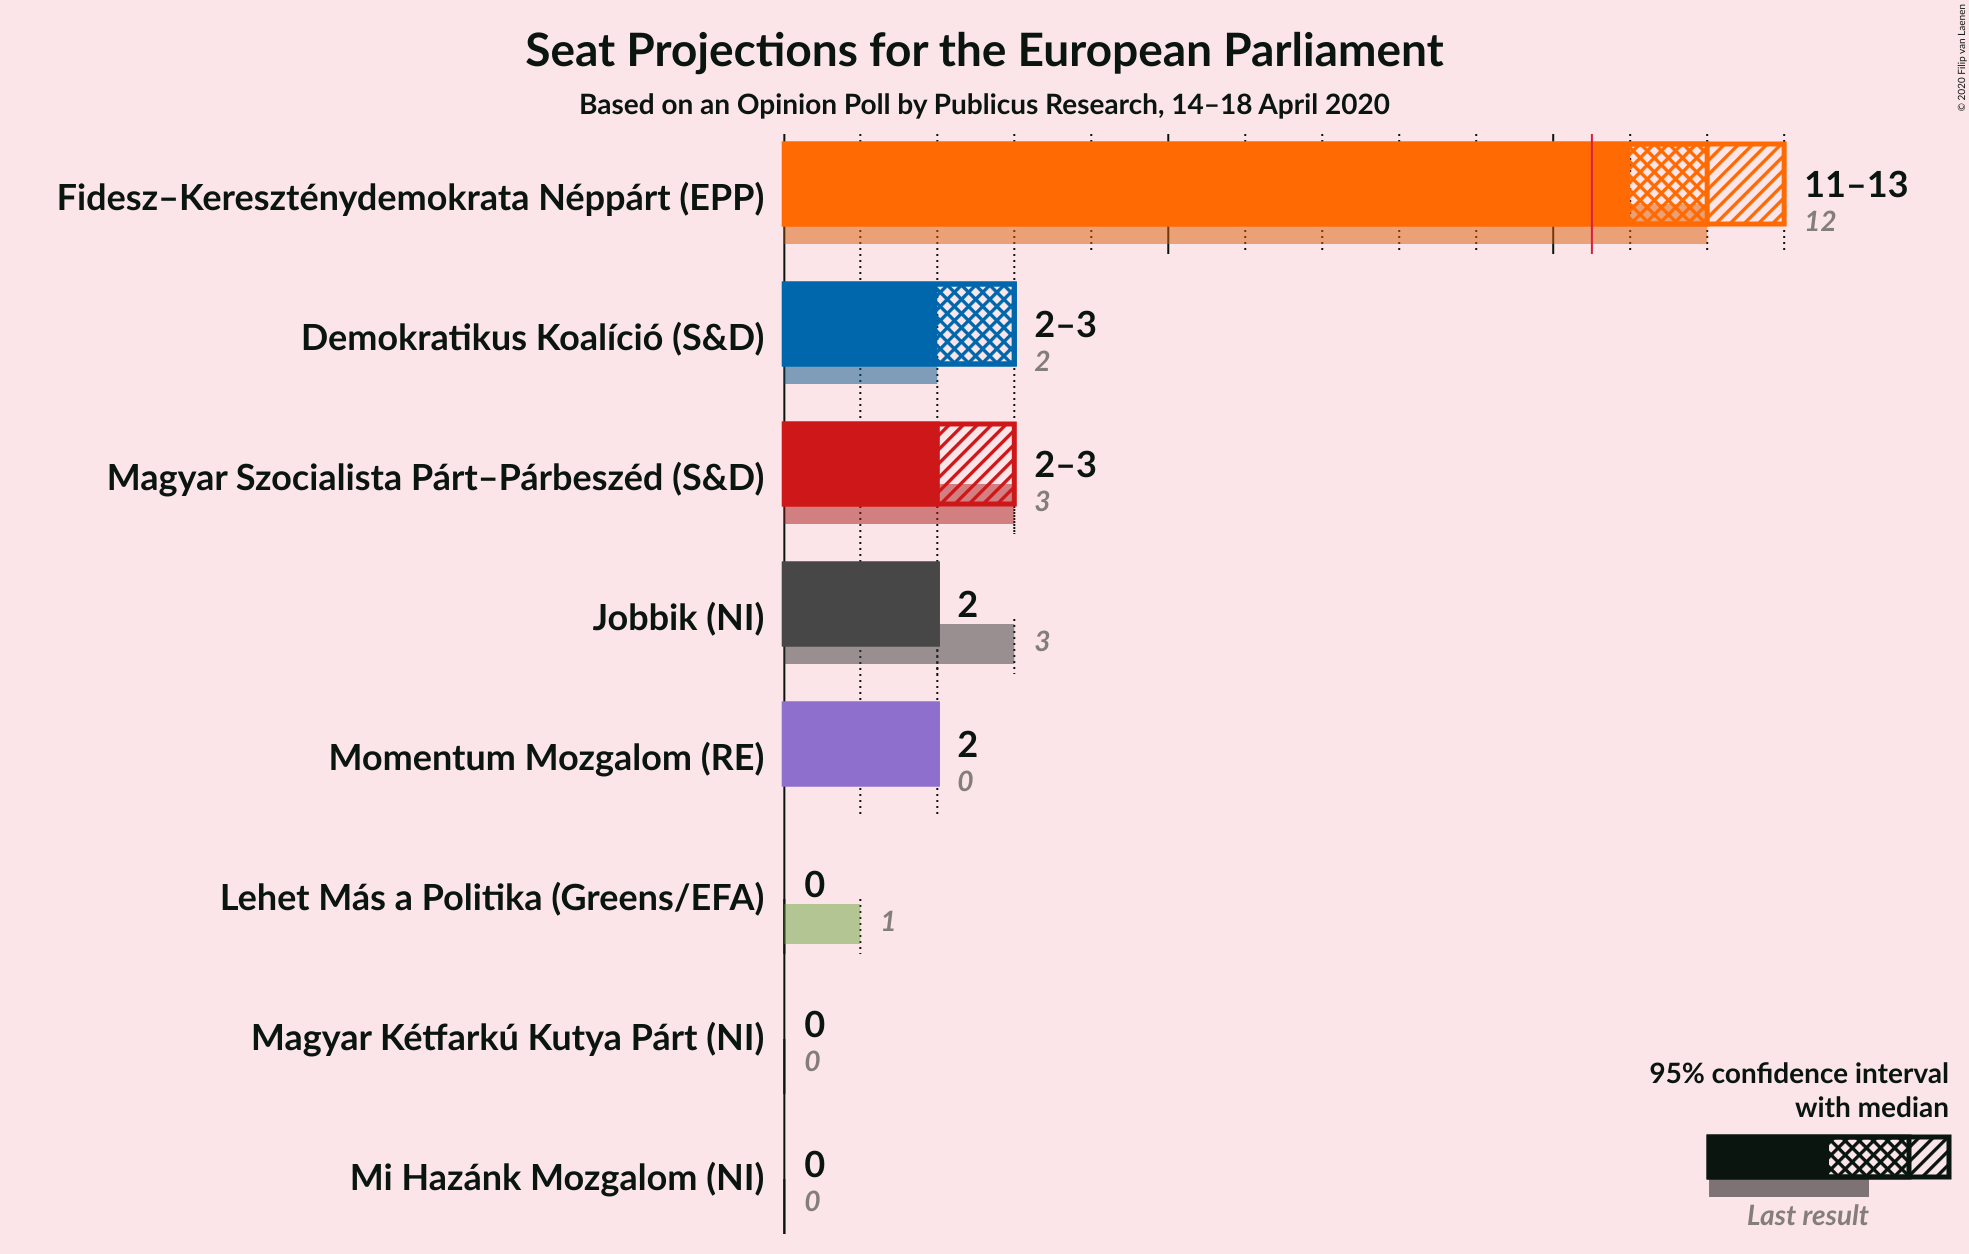 Seat Projections for the European Parliament
Based on an Opinion Poll by Publicus Research, 14–18 April 2020
© 2020 Filip van Laenen
Fidesz–Kereszténydemokrata Néppárt (EPP)
11–13
12
Demokratikus Koalíció (S&D)
2–3
2
Magyar Szocialista Párt–Párbeszéd (S&D)
2–3
3
Jobbik (NI)
2
3
Momentum Mozgalom (RE)
2
0
Lehet Más a Politika (Greens/EFA)
0
1
Magyar Kétfarkú Kutya Párt (NI)
0
0
Mi Hazánk Mozgalom (NI)
0
0
95% confidence interval
with median
Last result